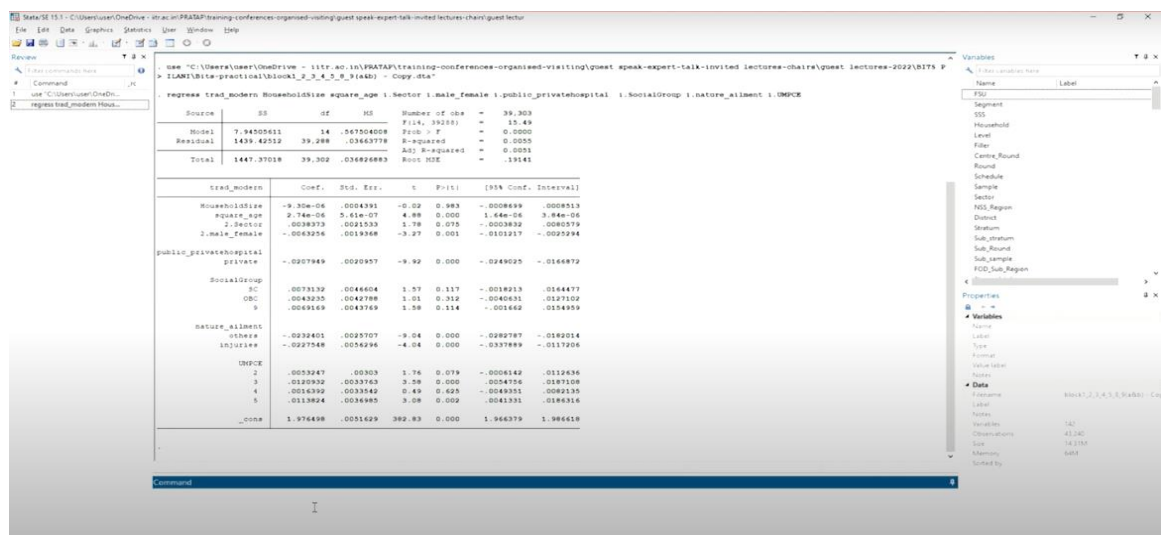 Stata/SE 15.1 - C:\Users\user\OneDrive - iitr.ac.in\PRATAP\training-conferences-organised-visiting\guest speak-expert-talk-invited lectures-chairs\guest lectur
File Edit Data Graphics Statistics User Window Help
Review
Filter commands here
# Command _rc
1 use "C:\Users\user\OneDri...
2 regress trad_modern Hous...
. use "C:\Users\user\OneDrive - iitr.ac.in\PRATAP\training-conferences-organised-visiting\guest speak-expert-talk-invited lectures-chairs\guest lectures-2022\BITS P
> ILANI\Bits-practical\block1_2_3_4_5_8_9(a&b) - Copy.dta"
. regress trad_modern HouseholdSize square_age i.Sector i.male_female i.public_privatehospital i.SocialGroup i.nature_ailment i.UMPCE
Source SS df MS Number of obs = 39,303
F(14, 39288) = 15.49
Model 7.94505611 14 .567504008 Prob > F = 0.0000
Residual 1439.42512 39,288 .03663778 R-squared = 0.0055
Adj R-squared = 0.0051
Total 1447.37018 39,302 .036826883 Root MSE = .19141
trad_modern Coef. Std. Err. t P>|t| [95% Conf. Interval]
HouseholdSize -9.30e-06 .0004391 -0.02 0.983 -.0008699 .0008513
square_age 2.74e-06 5.61e-07 4.88 0.000 1.64e-06 3.84e-06
2.Sector .0038373 .0021533 1.78 0.075 -.0003832 .0080579
2.male_female -.0063256 .0019368 -3.27 0.001 -.0101217 -.0025294
public_privatehospital
private -.0207949 .0020957 -9.92 0.000 -.0249025 -.0166872
SocialGroup
SC .0073132 .0046604 1.57 0.117 -.0018213 .0164477
OBC .0043235 .0042788 1.01 0.312 -.0040631 .0127102
9 .0069169 .0043769 1.58 0.114 -.001662 .0154959
nature_ailment
others -.0232401 .0025707 -9.04 0.000 -.0282787 -.0182014
injuries -.0227548 .0056296 -4.04 0.000 -.0337889 -.0117206
UMPCE
2 .0053247 .00303 1.76 0.079 -.0006142 .0112636
3 .0120932 .0033763 3.58 0.000 .0054756 .0187108
4 .0016392 .0033542 0.49 0.625 -.0049351 .0082135
5 .0113824 .0036985 3.08 0.002 .0041331 .0186316
_cons 1.976498 .0051629 382.83 0.000 1.966379 1.986618
.
Command
Variables
Filter variables here
Name Label
FSU
Segment
SSS
Household
Level
Filler
Centre_Round
Round
Schedule
Sample
Sector
NSS_Region
District
Stratum
Sub_stratum
Sub_Round
Sub_sample
FOD_Sub_Region
Properties
Variables
Name
Label
Type
Format
Value label
Notes
Data
Filename
Label
Notes
Variables 142
Observations 43,240
Size
Memory 64M
Sorted by